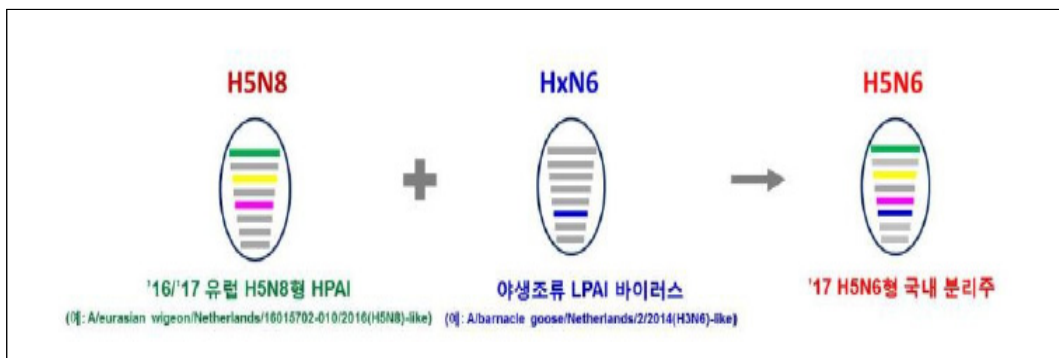 H5N8
HxN6
H5N6
'16/'17 유럽 H5N8형 HPAI
야생조류 LPAI 바이러스
'17 H5N6형 국내 분리주
(예: A/eurasian wigeon/Netherlands/16015702-010/2016(H5N8)-like)
(예: A/barnacle goose/Netherlands/2/2014(H3N6)-like)